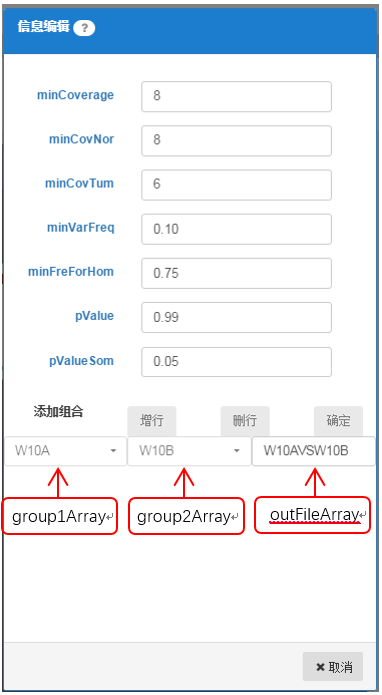 信息编辑 ?
minCoverage 8
minCovNor 8
minCovTum 6
minVarFreq 0.10
minFreForHom 0.75
pValue 0.99
pValueSom 0.05
添加组合 增行 删行 确定
W10A W10B W10AVSW10B
group1Array group2Array outFileArray
取消